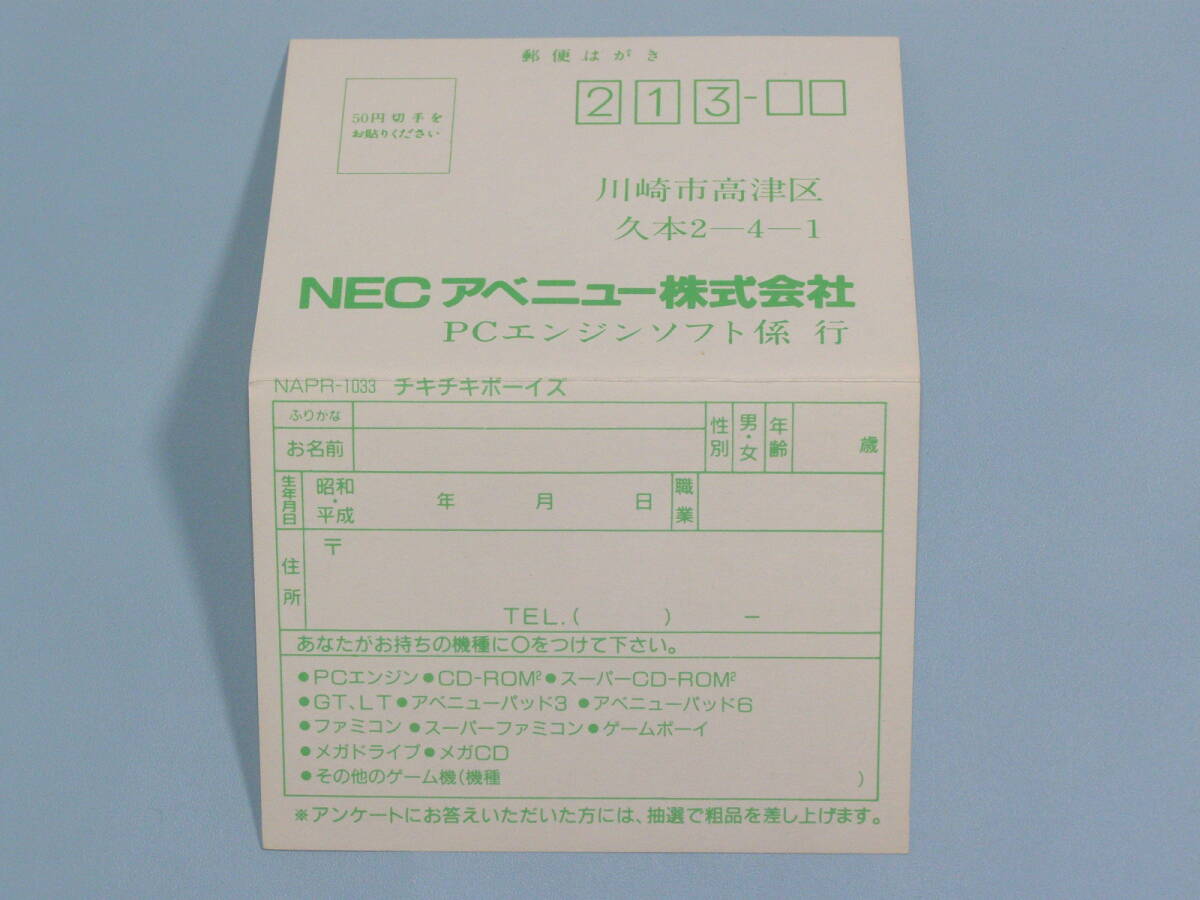 郵便はがき
50円切手を
お貼りください
213-
川崎市高津区
久本2―4―1
NECアベニュー株式会社
PCエンジンソフト係 行
NAPR-1033 チキチキボーイズ
ふりかな
お名前
性別
男・女
年齢
歳
生年月日
昭和・平成
年 月 日
職業
住所
〒
TEL.( ) ―
あなたがお持ちの機種に○をつけて下さい。
●PCエンジン●CD-ROM²●スーパーCD-ROM²
●GT、LT●アベニューパッド3 ●アベニューパッド6
●ファミコン●スーパーファミコン●ゲームボーイ
●メガドライブ●メガCD
●その他のゲーム機(機種 )
※アンケートにお答えいただいた方には、抽選で粗品を差し上げます。